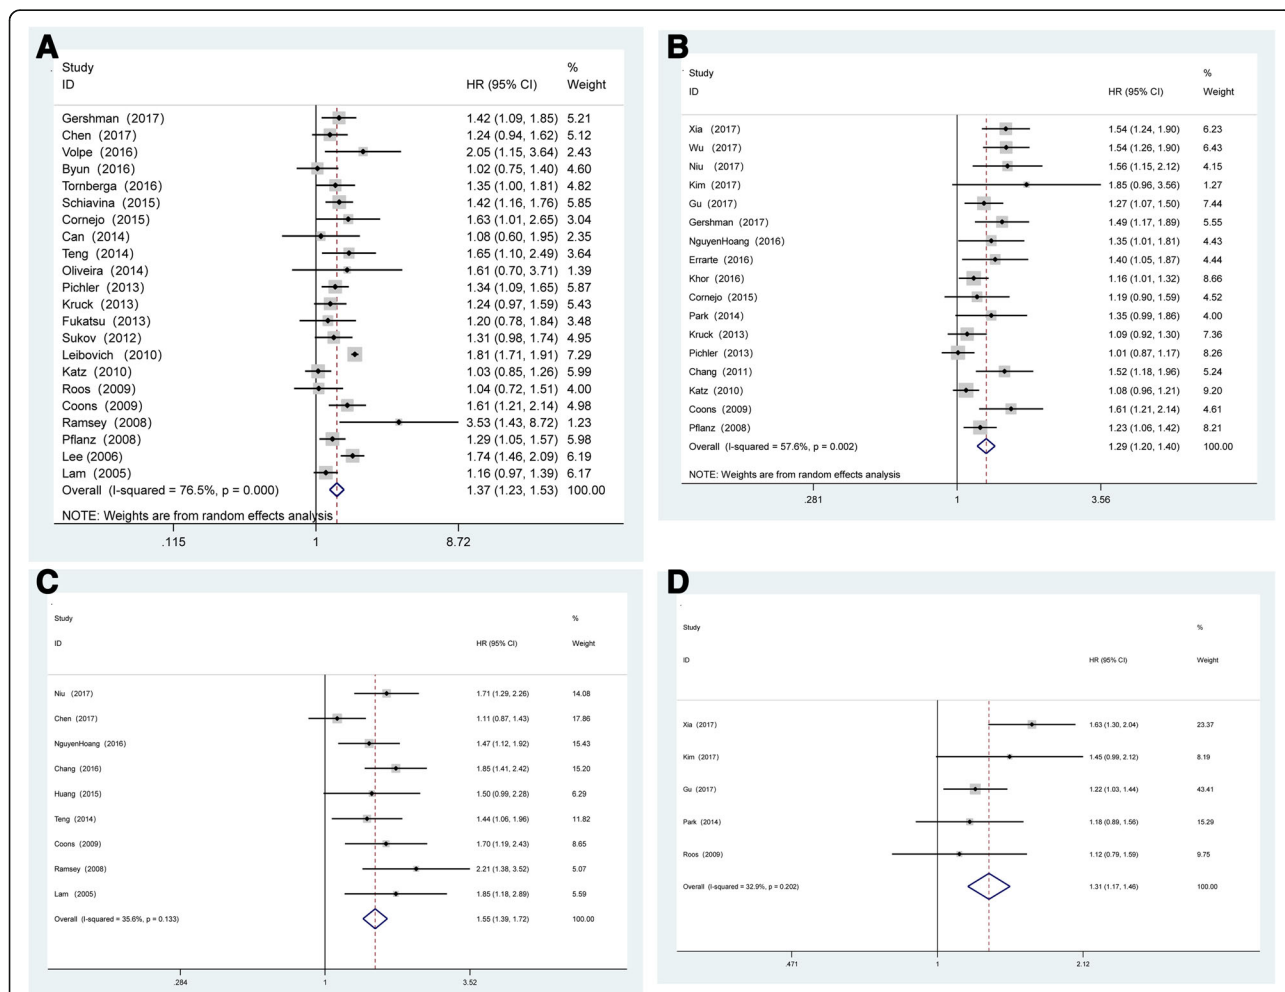 A
Study %
ID HR (95% CI) Weight
Gershman (2017) 1.42 (1.09, 1.85) 5.21
Chen (2017) 1.24 (0.94, 1.62) 5.12
Volpe (2016) 2.05 (1.15, 3.64) 2.43
Byun (2016) 1.02 (0.75, 1.40) 4.60
Tornberga (2016) 1.35 (1.00, 1.81) 4.82
Schiavina (2015) 1.42 (1.16, 1.76) 5.85
Cornejo (2015) 1.63 (1.01, 2.65) 3.04
Can (2014) 1.08 (0.60, 1.95) 2.35
Teng (2014) 1.65 (1.10, 2.49) 3.64
Oliveira (2014) 1.61 (0.70, 3.71) 1.39
Pichler (2013) 1.34 (1.09, 1.65) 5.87
Kruck (2013) 1.24 (0.97, 1.59) 5.43
Fukatsu (2013) 1.20 (0.78, 1.84) 3.48
Sukov (2012) 1.31 (0.98, 1.74) 4.95
Leibovich (2010) 1.81 (1.71, 1.91) 7.29
Katz (2010) 1.03 (0.85, 1.26) 5.99
Roos (2009) 1.04 (0.72, 1.51) 4.00
Coons (2009) 1.61 (1.21, 2.14) 4.98
Ramsey (2008) 3.53 (1.43, 8.72) 1.23
Pflanz (2008) 1.29 (1.05, 1.57) 5.98
Lee (2006) 1.74 (1.46, 2.09) 6.19
Lam (2005) 1.16 (0.97, 1.39) 6.17
Overall (I-squared = 76.5%, p = 0.000) 1.37 (1.23, 1.53) 100.00
NOTE: Weights are from random effects analysis
.115 1 8.72
B
Study %
ID HR (95% CI) Weight
Xia (2017) 1.54 (1.24, 1.90) 6.23
Wu (2017) 1.54 (1.26, 1.90) 6.43
Niu (2017) 1.56 (1.15, 2.12) 4.15
Kim (2017) 1.85 (0.96, 3.56) 1.27
Gu (2017) 1.27 (1.07, 1.50) 7.44
Gershman (2017) 1.49 (1.17, 1.89) 5.55
NguyenHoang (2016) 1.35 (1.01, 1.81) 4.43
Errarte (2016) 1.40 (1.05, 1.87) 4.44
Khor (2016) 1.16 (1.01, 1.32) 8.66
Cornejo (2015) 1.19 (0.90, 1.59) 4.52
Park (2014) 1.35 (0.99, 1.86) 4.00
Kruck (2013) 1.09 (0.92, 1.30) 7.36
Pichler (2013) 1.01 (0.87, 1.17) 8.26
Chang (2011) 1.52 (1.18, 1.96) 5.24
Katz (2010) 1.08 (0.96, 1.21) 9.20
Coons (2009) 1.61 (1.21, 2.14) 4.61
Pflanz (2008) 1.23 (1.06, 1.42) 8.21
Overall (I-squared = 57.6%, p = 0.002) 1.29 (1.20, 1.40) 100.00
NOTE: Weights are from random effects analysis
.281 1 3.56
C
Study %
ID HR (95% CI) Weight
Niu (2017) 1.71 (1.29, 2.26) 14.08
Chen (2017) 1.11 (0.87, 1.43) 17.86
NguyenHoang (2016) 1.47 (1.12, 1.92) 15.43
Chang (2016) 1.85 (1.41, 2.42) 15.20
Huang (2015) 1.50 (0.99, 2.28) 6.29
Teng (2014) 1.44 (1.06, 1.96) 11.82
Coons (2009) 1.70 (1.19, 2.43) 8.65
Ramsey (2008) 2.21 (1.38, 3.52) 5.07
Lam (2005) 1.85 (1.18, 2.89) 5.59
Overall (I-squared = 35.6%, p = 0.133) 1.55 (1.39, 1.72) 100.00
.284 1 3.52
D
Study %
ID HR (95% CI) Weight
Xia (2017) 1.63 (1.30, 2.04) 23.37
Kim (2017) 1.45 (0.99, 2.12) 8.19
Gu (2017) 1.22 (1.03, 1.44) 43.41
Park (2014) 1.18 (0.89, 1.56) 15.29
Roos (2009) 1.12 (0.79, 1.59) 9.75
Overall (I-squared = 32.9%, p = 0.202) 1.31 (1.17, 1.46) 100.00
.471 1 2.12